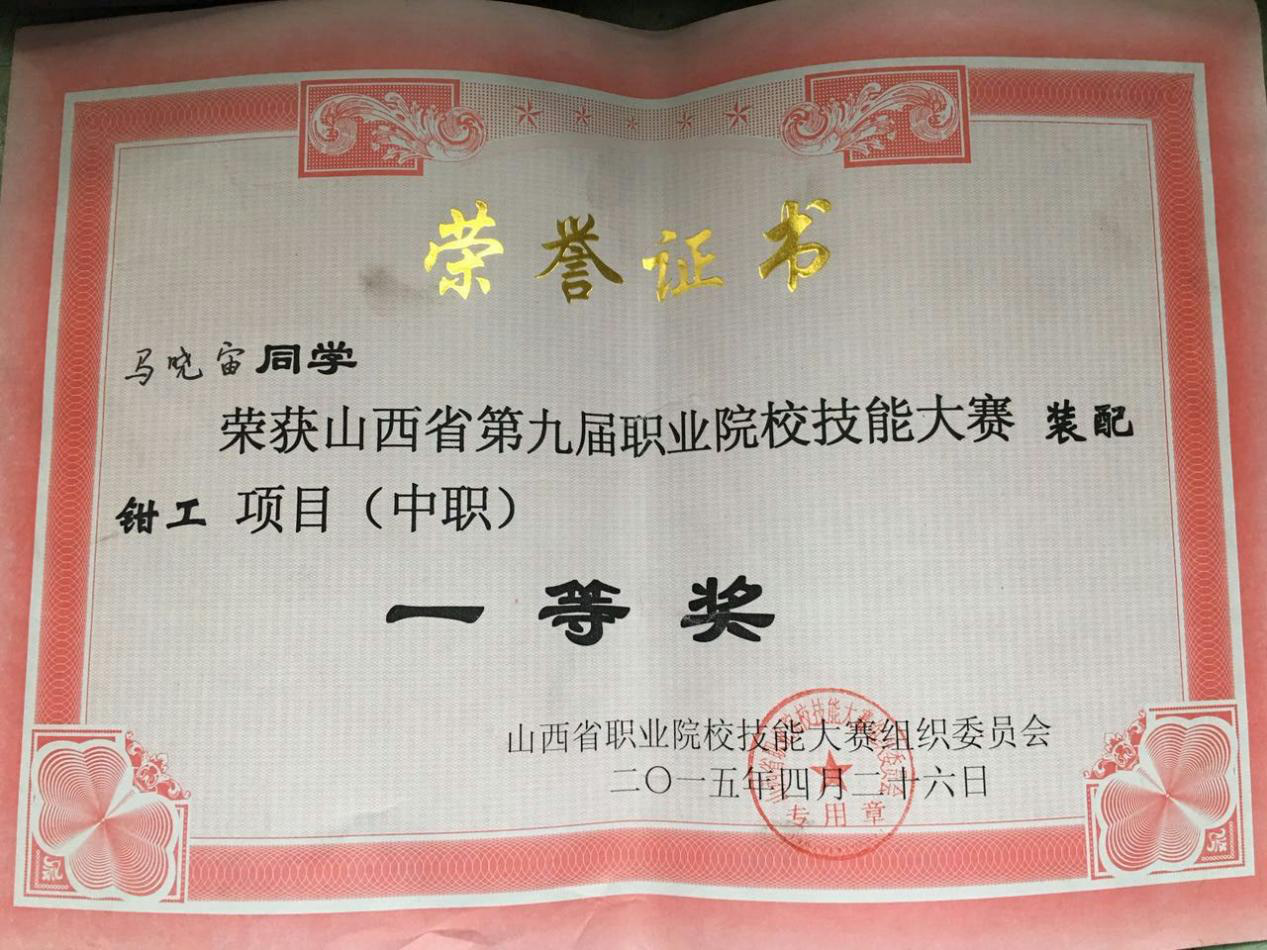 荣誉证书
马晓宙同学
荣获山西省第九届职业院校技能大赛 装配
钳工 项目（中职）
一等奖
山西省职业院校技能大赛组织委员会
二〇一五年四月二十六日
专用章